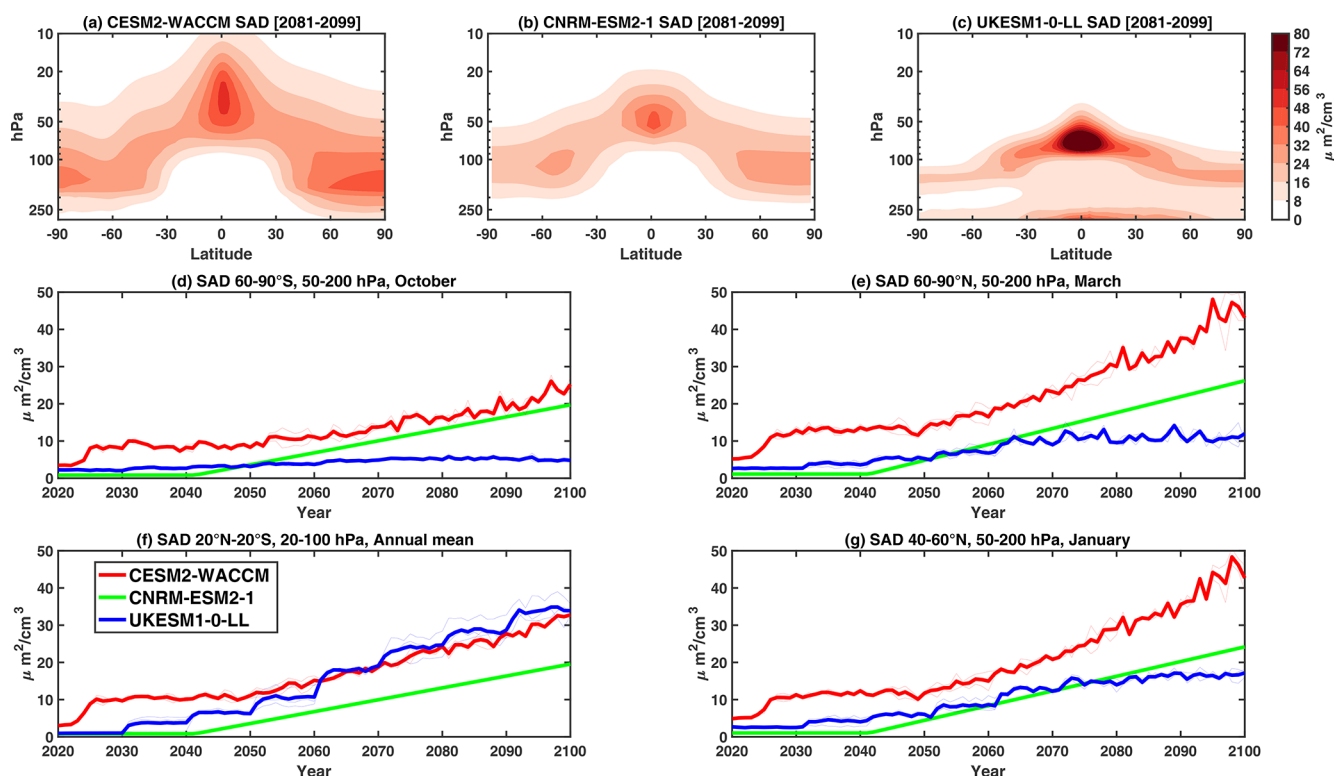 (a) CESM2-WACCM SAD [2081-2099]
(b) CNRM-ESM2-1 SAD [2081-2099]
(c) UKESM1-0-LL SAD [2081-2099]
10
20
50
100
250
hPa
-90 -60 -30 0 30 60 90
Latitude
10
20
50
100
250
hPa
-90 -60 -30 0 30 60 90
Latitude
10
20
50
100
250
hPa
-90 -60 -30 0 30 60 90
Latitude
80
72
64
56
48
40
32
24
16
8
0
μ m²/cm³
(d) SAD 60-90°S, 50-200 hPa, October
50
40
30
20
10
0
μ m²/cm³
2020 2030 2040 2050 2060 2070 2080 2090 2100
Year
(e) SAD 60-90°N, 50-200 hPa, March
50
40
30
20
10
0
μ m²/cm³
2020 2030 2040 2050 2060 2070 2080 2090 2100
Year
(f) SAD 20°N-20°S, 20-100 hPa, Annual mean
50
40
30
20
10
0
μ m²/cm³
CESM2-WACCM
CNRM-ESM2-1
UKESM1-0-LL
2020 2030 2040 2050 2060 2070 2080 2090 2100
Year
(g) SAD 40-60°N, 50-200 hPa, January
50
40
30
20
10
0
μ m²/cm³
2020 2030 2040 2050 2060 2070 2080 2090 2100
Year